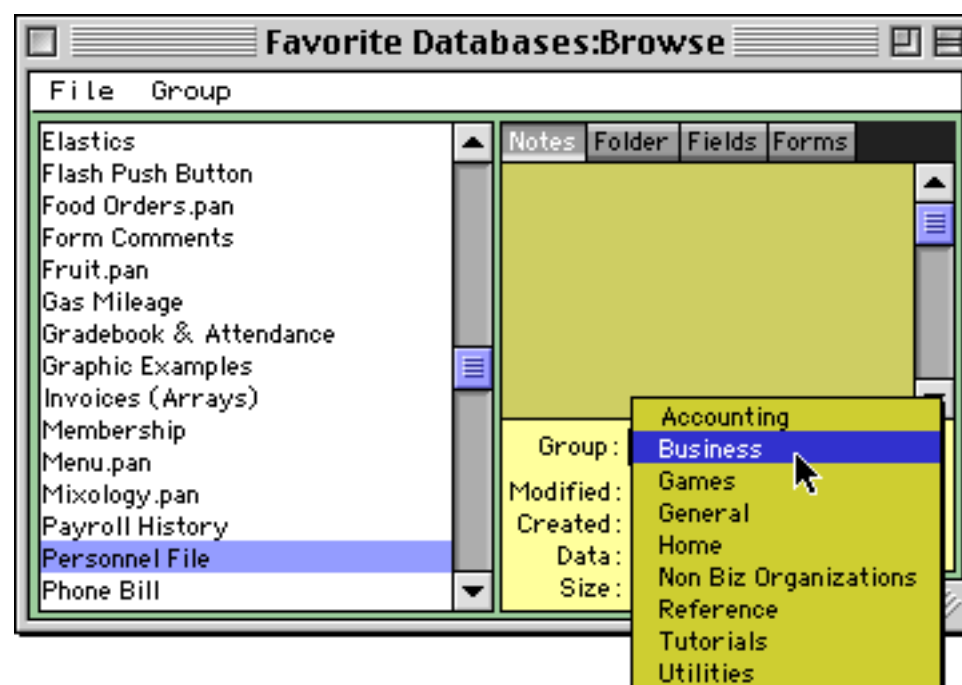 Favorite Databases:Browse
File Group
Elastics
Flash Push Button
Food Orders.pan
Form Comments
Fruit.pan
Gas Mileage
Gradebook & Attendance
Graphic Examples
Invoices (Arrays)
Membership
Menu.pan
Mixology.pan
Payroll History
Personnel File
Phone Bill
Notes Folder Fields Forms
Group:
Modified:
Created:
Data:
Size:
Accounting
Business
Games
General
Home
Non Biz Organizations
Reference
Tutorials
Utilities